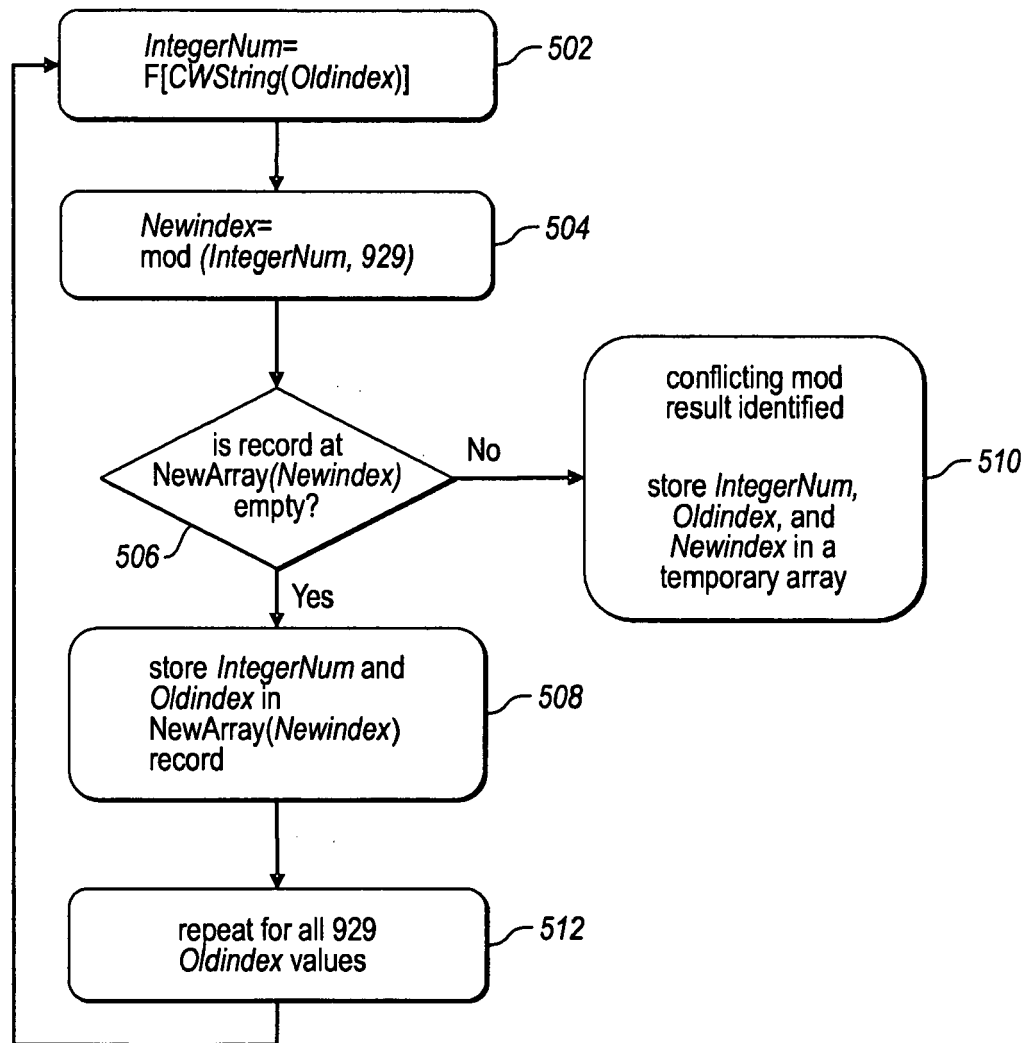 IntegerNum=
F[CWString(Oldindex)]
502
Newindex=
mod (IntegerNum, 929)
504
is record at
NewArray(Newindex)
empty?
506
No
Yes
conflicting mod
result identified
store IntegerNum,
Oldindex, and
Newindex in a
temporary array
510
store IntegerNum and
Oldindex in
NewArray(Newindex)
record
508
repeat for all 929
Oldindex values
512